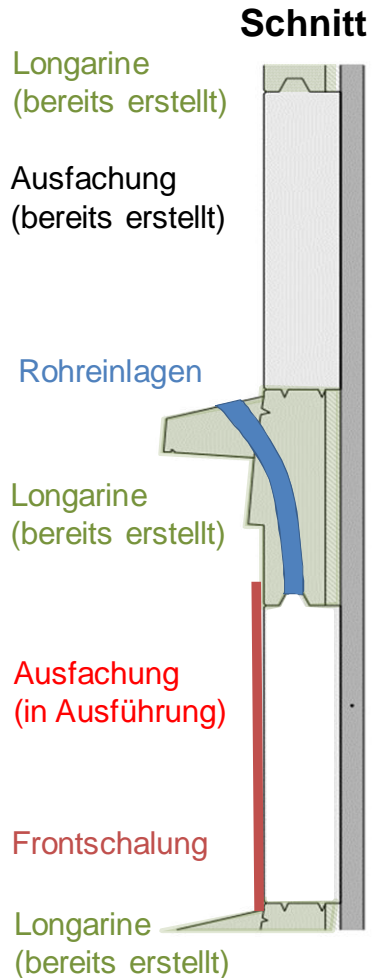 Schnitt
Longarine
(bereits erstellt)
Ausfachung
(bereits erstellt)
Rohreinlagen
Longarine
(bereits erstellt)
Ausfachung
(in Ausführung)
Frontschalung
Longarine
(bereits erstellt)